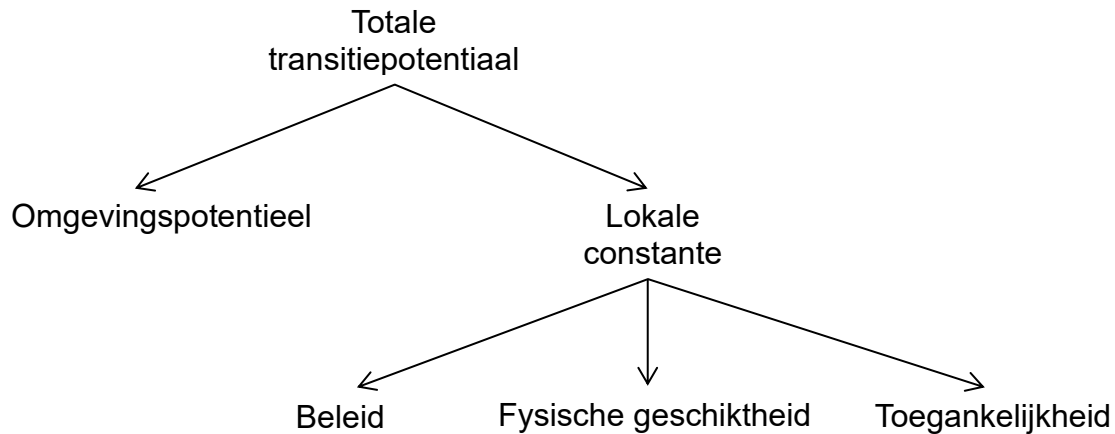 Totale
transitiepotentiaal
Omgevingspotentieel
Lokale
constante
Beleid
Fysische geschiktheid
Toegankelijkheid